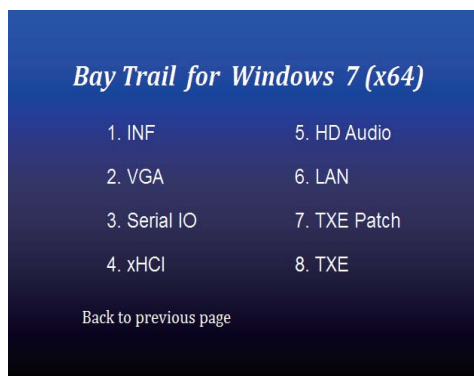 Bay Trail for Windows 7 (x64)
1. INF
2. VGA
3. Serial IO
4. xHCI
5. HD Audio
6. LAN
7. TXE Patch
8. TXE
Back to previous page